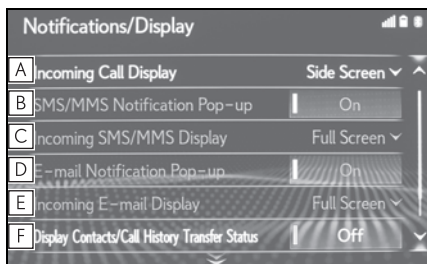 Notifications/Display
A Incoming Call Display Side Screen
B SMS/MMS Notification Pop-up On
C Incoming SMS/MMS Display Full Screen
D E-mail Notification Pop-up On
E Incoming E-mail Display Full Screen
F Display Contacts/Call History Transfer Status Off